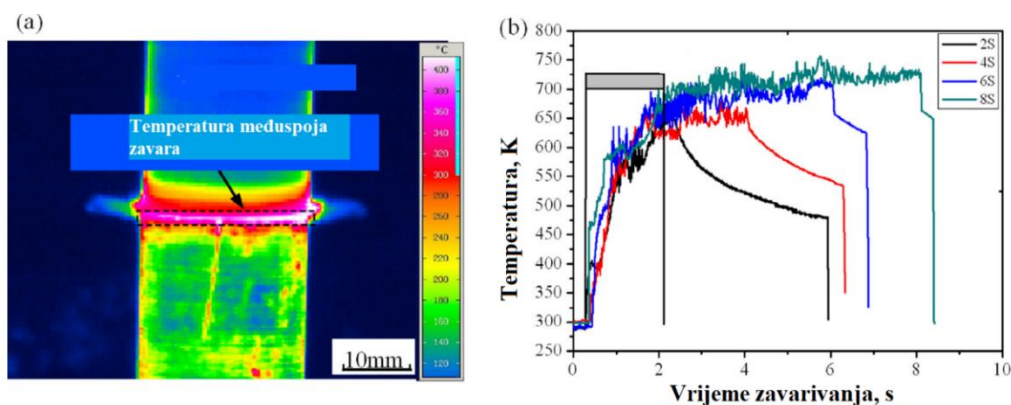 (a)
°C
400
380
360
340
320
300
280
260
240
220
200
180
160
140
120
Temperatura međuspoja
zavara
10mm
(b)
800
750
700
650
600
550
500
450
400
350
300
250
Temperatura, K
2S
4S
6S
8S
0 2 4 6 8 10
Vrijeme zavarivanja, s